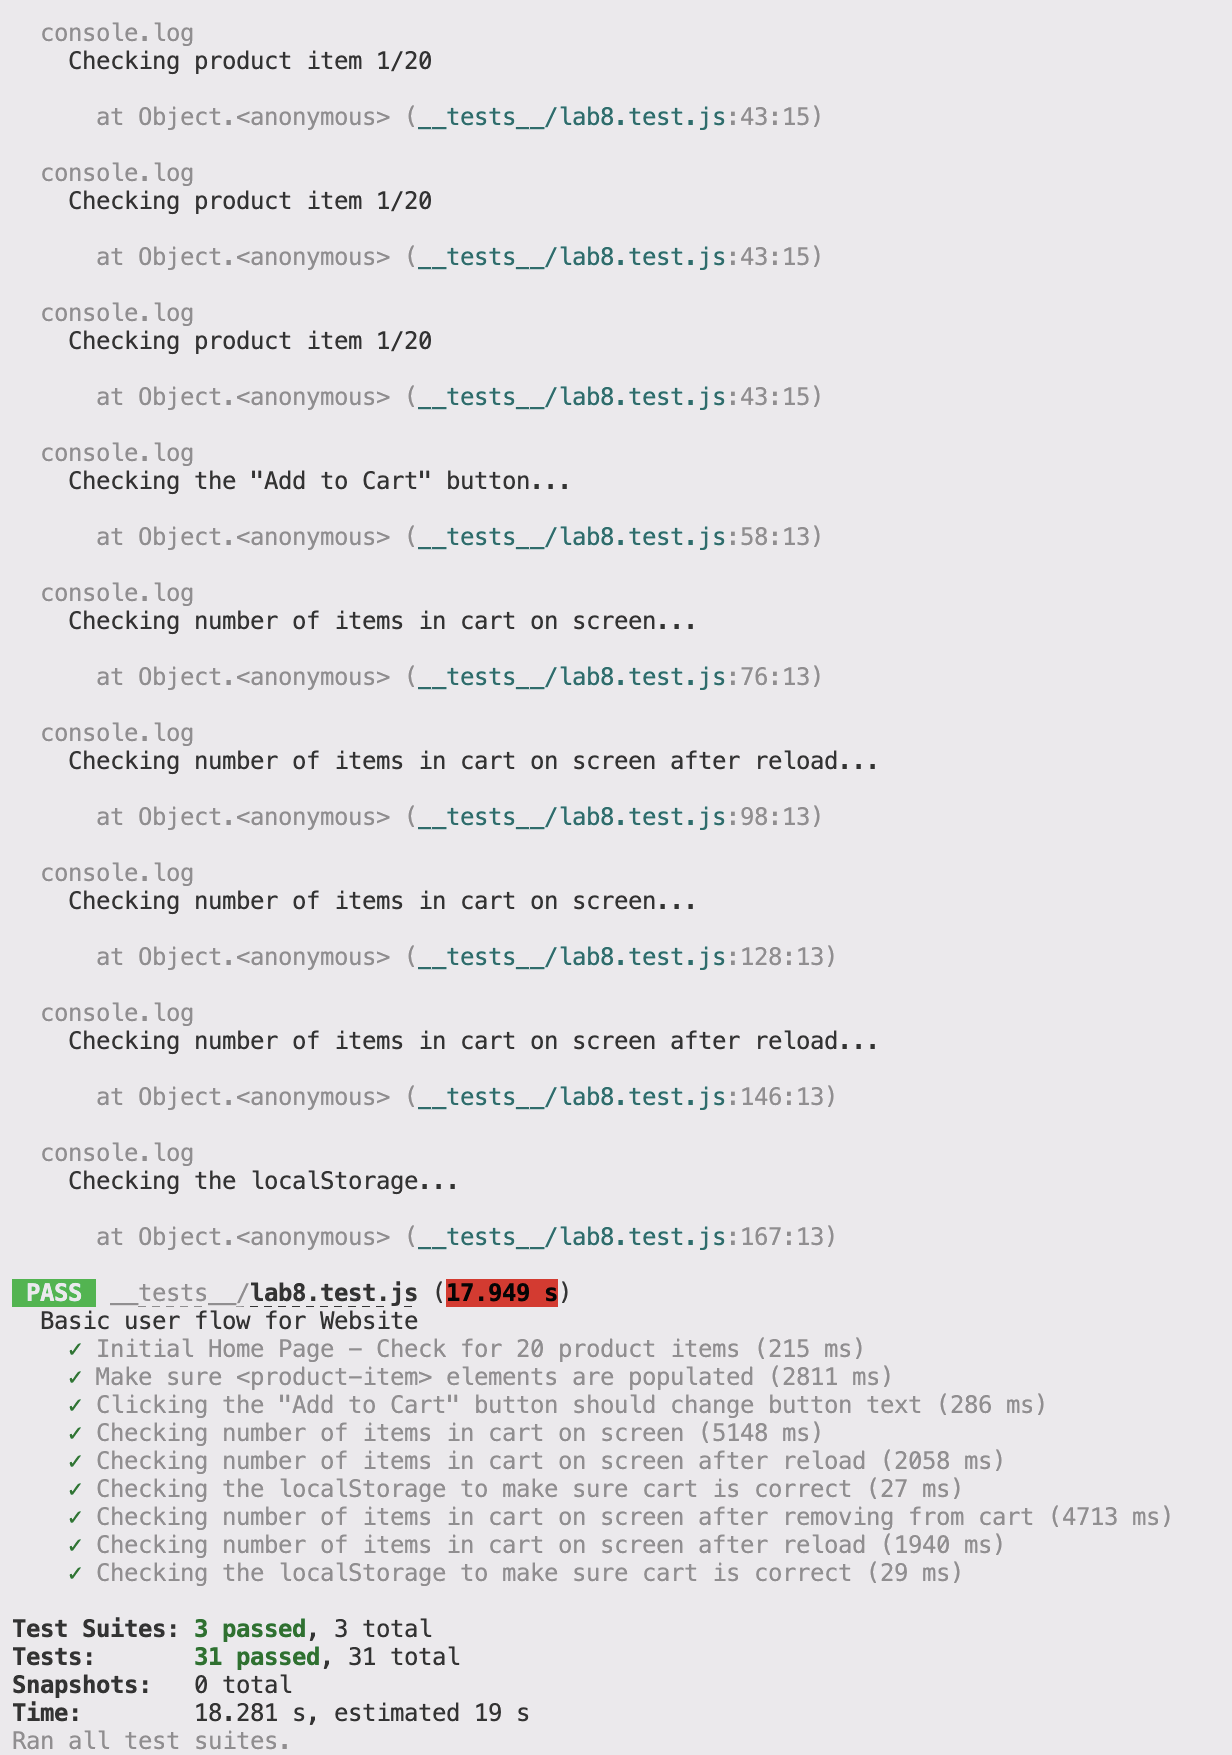 console.log
Checking product item 1/20
at Object.<anonymous> (__tests__/lab8.test.js:43:15)
console.log
Checking product item 1/20
at Object.<anonymous> (__tests__/lab8.test.js:43:15)
console.log
Checking product item 1/20
at Object.<anonymous> (__tests__/lab8.test.js:43:15)
console.log
Checking the "Add to Cart" button...
at Object.<anonymous> (__tests__/lab8.test.js:58:13)
console.log
Checking number of items in cart on screen...
at Object.<anonymous> (__tests__/lab8.test.js:76:13)
console.log
Checking number of items in cart on screen after reload...
at Object.<anonymous> (__tests__/lab8.test.js:98:13)
console.log
Checking number of items in cart on screen...
at Object.<anonymous> (__tests__/lab8.test.js:128:13)
console.log
Checking number of items in cart on screen after reload...
at Object.<anonymous> (__tests__/lab8.test.js:146:13)
console.log
Checking the localStorage...
at Object.<anonymous> (__tests__/lab8.test.js:167:13)
PASS __tests__/lab8.test.js (17.949 s)
Basic user flow for Website
✓ Initial Home Page – Check for 20 product items (215 ms)
✓ Make sure <product-item> elements are populated (2811 ms)
✓ Clicking the "Add to Cart" button should change button text (286 ms)
✓ Checking number of items in cart on screen (5148 ms)
✓ Checking number of items in cart on screen after reload (2058 ms)
✓ Checking the localStorage to make sure cart is correct (27 ms)
✓ Checking number of items in cart on screen after removing from cart (4713 ms)
✓ Checking number of items in cart on screen after reload (1940 ms)
✓ Checking the localStorage to make sure cart is correct (29 ms)
Test Suites: 3 passed, 3 total
Tests: 31 passed, 31 total
Snapshots: 0 total
Time: 18.281 s, estimated 19 s
Ran all test suites.